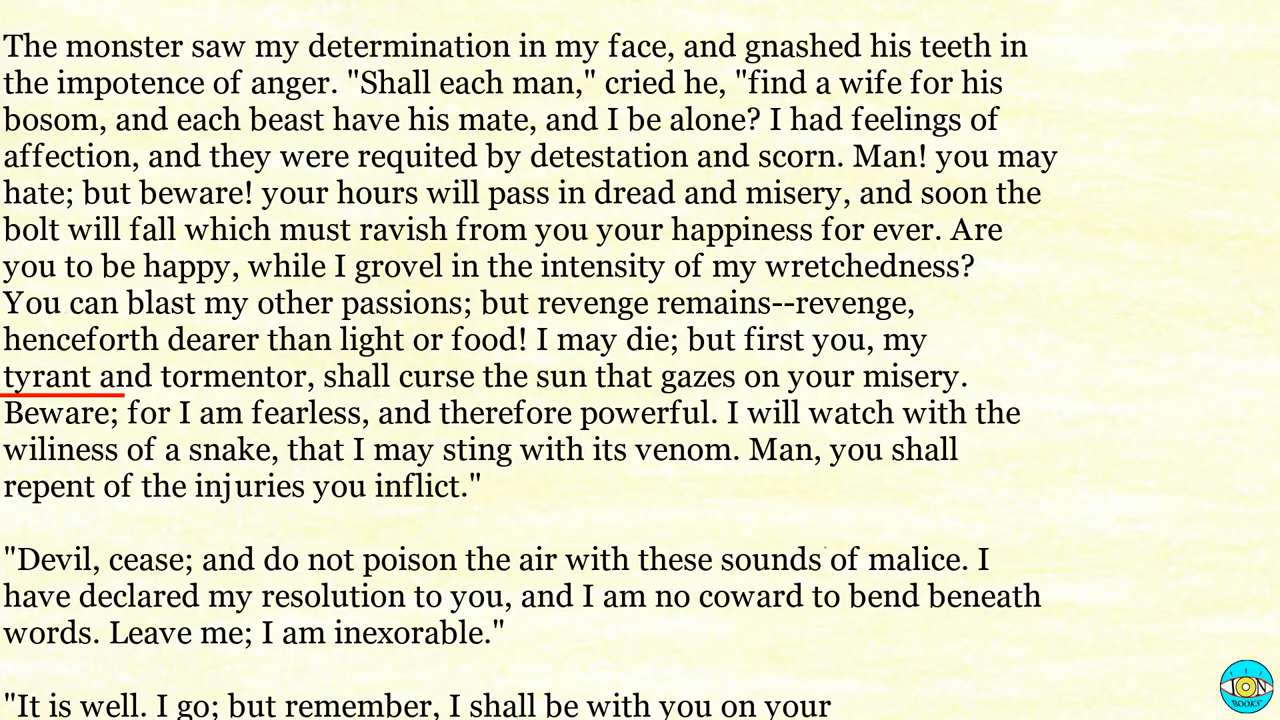 The monster saw my determination in my face, and gnashed his teeth in
the impotence of anger. "Shall each man," cried he, "find a wife for his
bosom, and each beast have his mate, and I be alone? I had feelings of
affection, and they were requited by detestation and scorn. Man! you may
hate; but beware! your hours will pass in dread and misery, and soon the
bolt will fall which must ravish from you your happiness for ever. Are
you to be happy, while I grovel in the intensity of my wretchedness?
You can blast my other passions; but revenge remains--revenge,
henceforth dearer than light or food! I may die; but first you, my
tyrant and tormentor, shall curse the sun that gazes on your misery.
Beware; for I am fearless, and therefore powerful. I will watch with the
wiliness of a snake, that I may sting with its venom. Man, you shall
repent of the injuries you inflict."
"Devil, cease; and do not poison the air with these sounds of malice. I
have declared my resolution to you, and I am no coward to bend beneath
words. Leave me; I am inexorable."
"It is well. I go; but remember, I shall be with you on your
ION
BOOKS